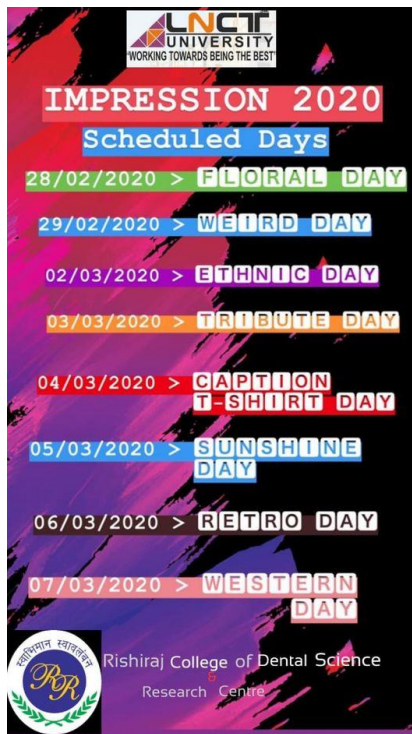 LNCT
UNIVERSITY
"WORKING TOWARDS BEING THE BEST"
IMPRESSION 2020
Scheduled Days
28/02/2020 > FLORAL DAY
29/02/2020 > WEIRD DAY
02/03/2020 > ETHNIC DAY
03/03/2020 > TRIBUTE DAY
04/03/2020 > CAPTION
T-SHIRT DAY
05/03/2020 > SUNSHINE
DAY
06/03/2020 > RETRO DAY
07/03/2020 > WESTERN
DAY
स्वाभिमान स्वावलंबन
RR
Rishiraj College of Dental Science
&
Research Centre